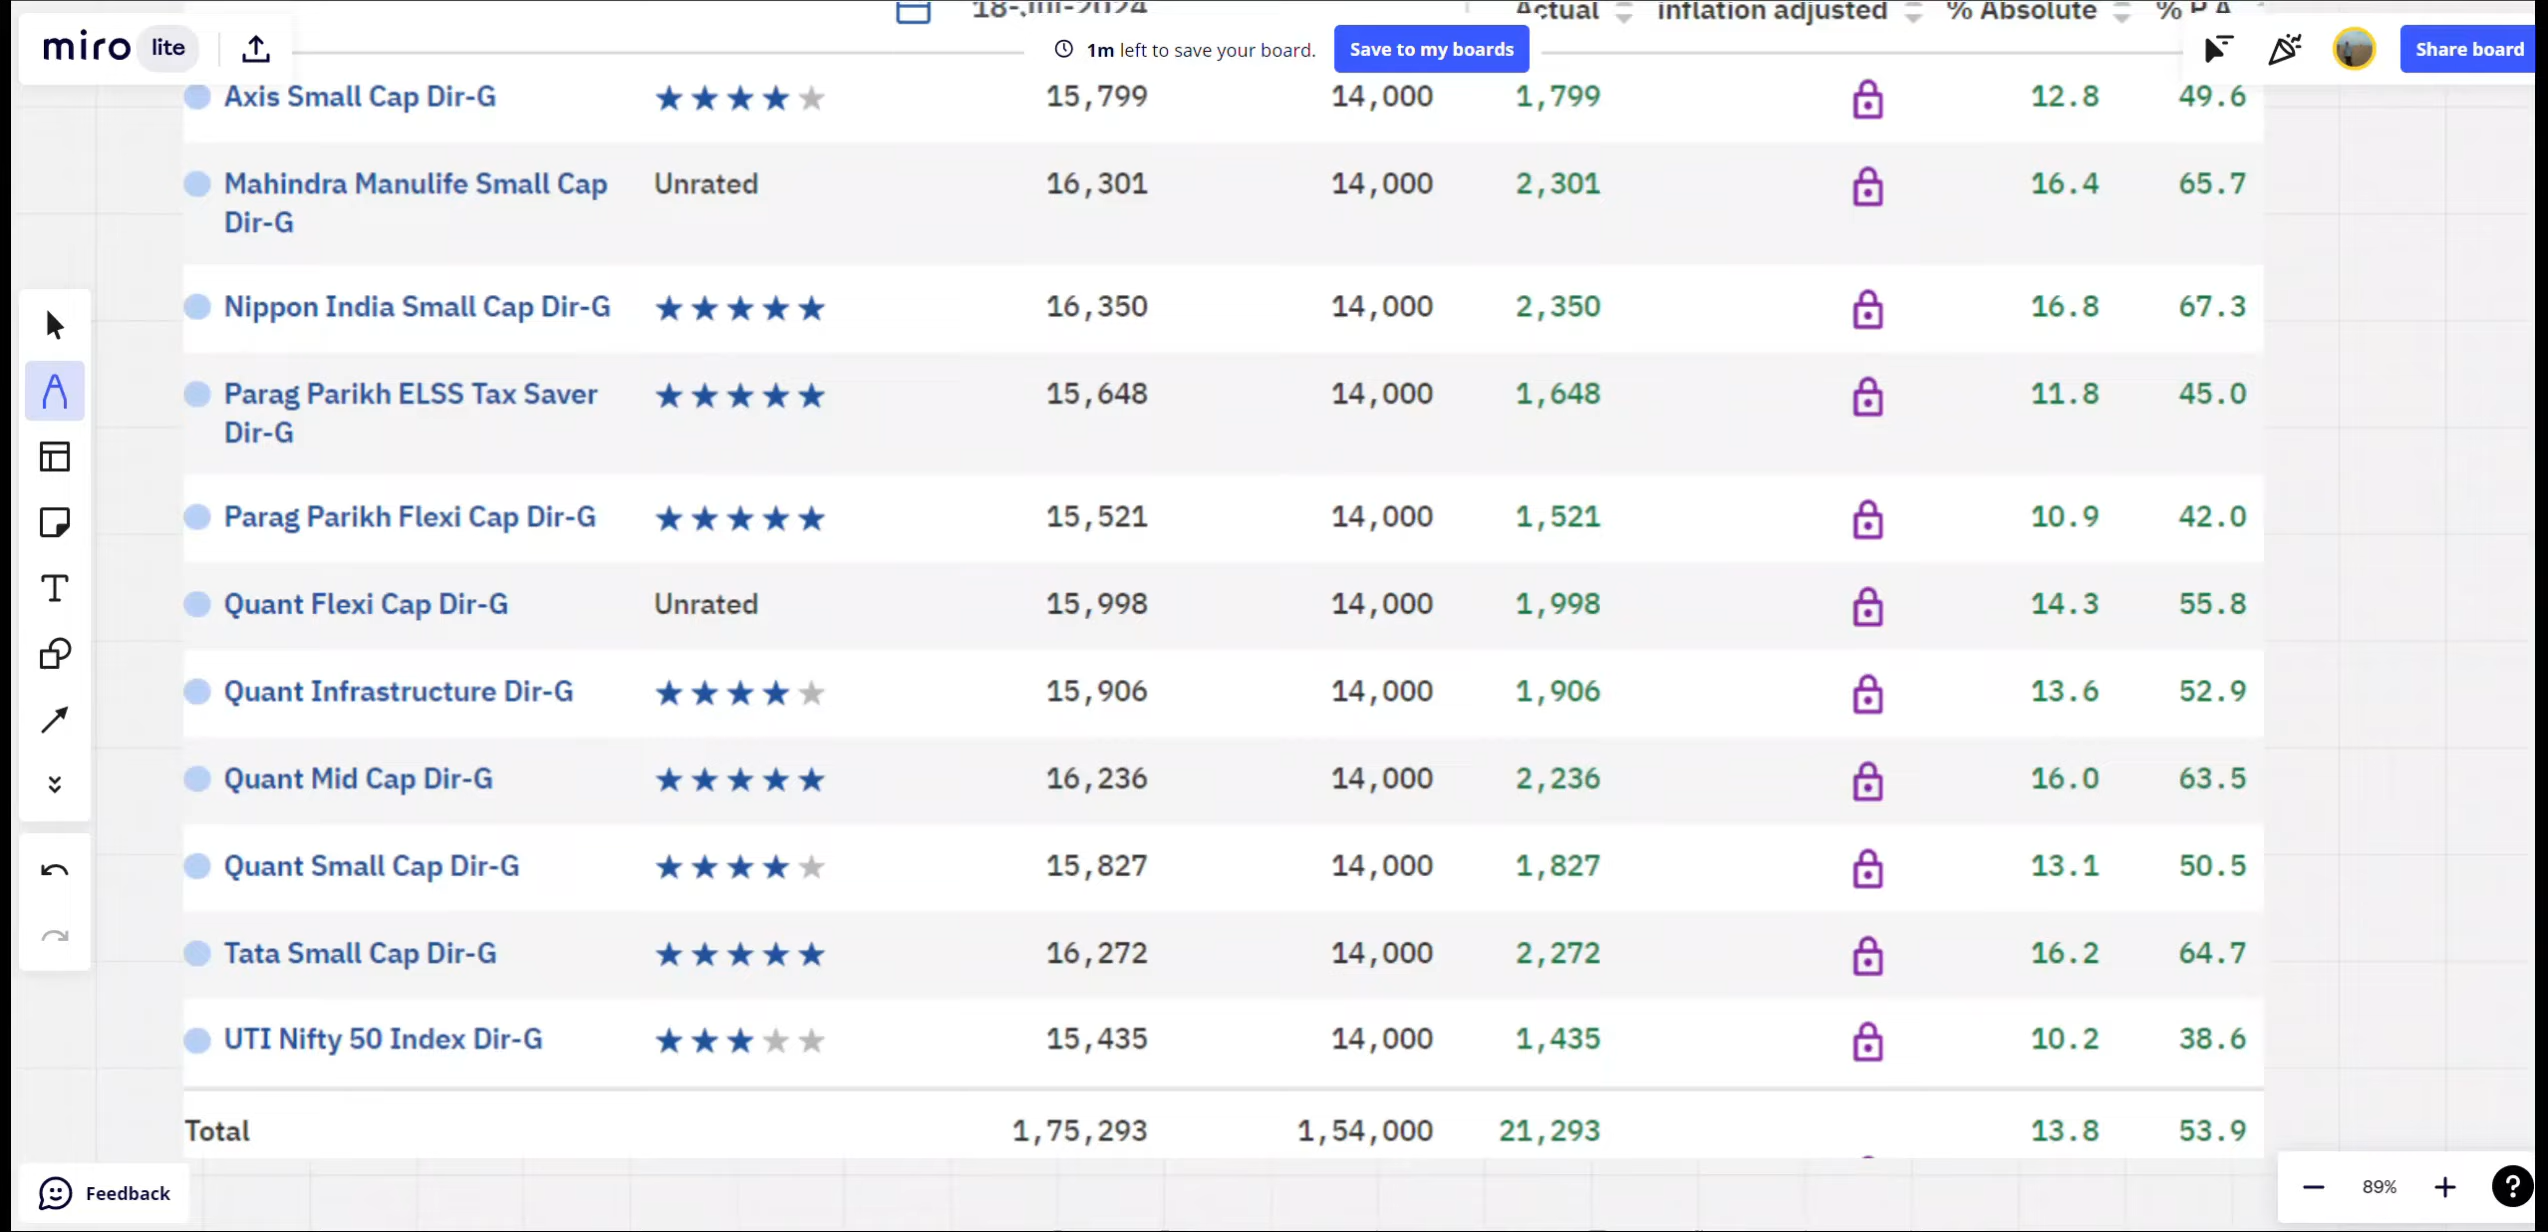 18-Jul-2024 Actual inflation adjusted % Absolute % P.A
miro lite 1m left to save your board. Save to my boards Share board
Axis Small Cap Dir-G 15,799 14,000 1,799 12.8 49.6
Mahindra Manulife Small Cap Unrated 16,301 14,000 2,301 16.4 65.7
Dir-G
Nippon India Small Cap Dir-G 16,350 14,000 2,350 16.8 67.3
Parag Parikh ELSS Tax Saver 15,648 14,000 1,648 11.8 45.0
Dir-G
Parag Parikh Flexi Cap Dir-G 15,521 14,000 1,521 10.9 42.0
Quant Flexi Cap Dir-G Unrated 15,998 14,000 1,998 14.3 55.8
Quant Infrastructure Dir-G 15,906 14,000 1,906 13.6 52.9
Quant Mid Cap Dir-G 16,236 14,000 2,236 16.0 63.5
Quant Small Cap Dir-G 15,827 14,000 1,827 13.1 50.5
Tata Small Cap Dir-G 16,272 14,000 2,272 16.2 64.7
UTI Nifty 50 Index Dir-G 15,435 14,000 1,435 10.2 38.6
Total 1,75,293 1,54,000 21,293 13.8 53.9
Feedback 89%